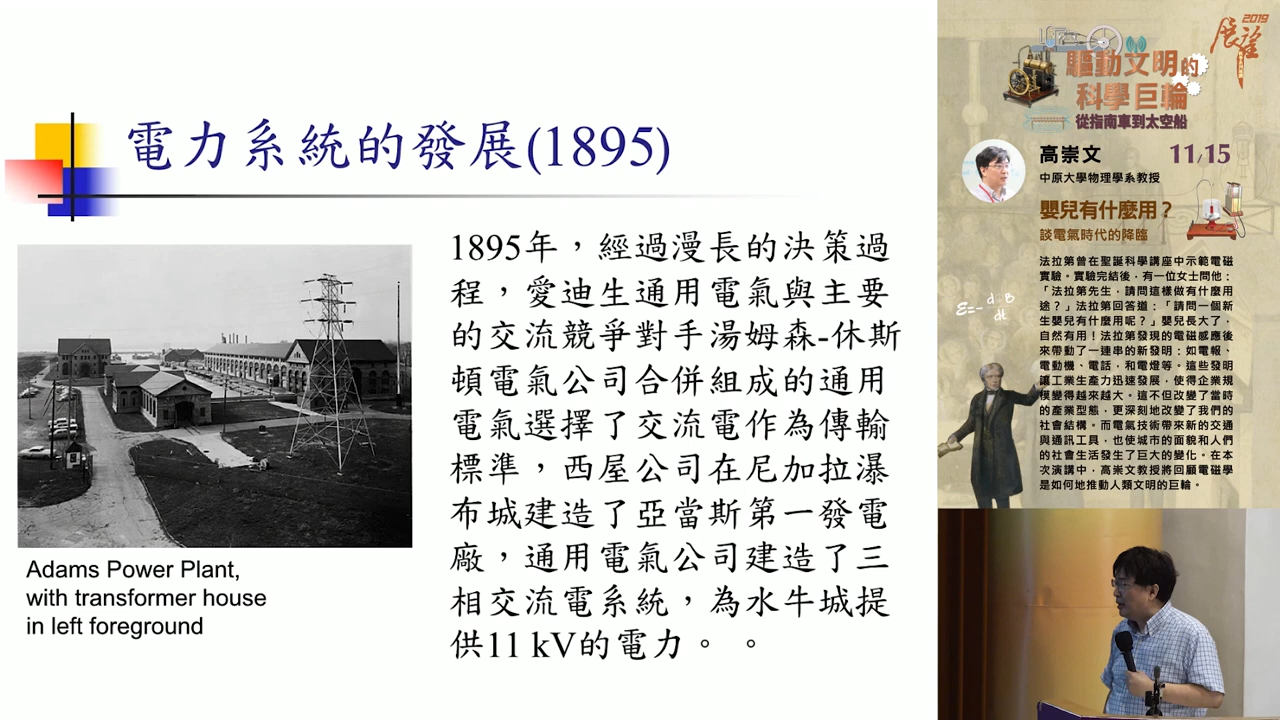 電力系統的發展(1895)
1895年，經過漫長的決策過
程，愛迪生通用電氣與主要
的交流競爭對手湯姆森-休斯
頓電氣公司合併組成的通用
電氣選擇了交流電作為傳輸
標準，西屋公司在尼加拉瀑
布城建造了亞當斯第一發電
廠，通用電氣公司建造了三
相交流電系統，為水牛城提
供11 kV的電力。 。
Adams Power Plant,
with transformer house
in left foreground
2019
展望
驅動文明的
科學巨輪
從指南車到太空船
高崇文 11/15
中原大學物理學系教授
嬰兒有什麼用？
談電氣時代的降臨
法拉第曾在聖誕科學講座中示範電磁
實驗。實驗完結後，有一位女士問他：
「法拉第先生，請問這樣做有什麼用
途？」法拉第回答道：「請問一個新
生嬰兒有什麼用呢？」嬰兒長大了，
自然有用！法拉第發現的電磁感應後
來帶動了一連串的新發明：如電報、
電動機、電話，和電燈等。這些發明
讓工業生產力迅速發展，使得企業規
模變得越來越大。這不但改變了當時
的產業型態，更深刻地改變了我們的
社會結構。而電氣技術帶來新的交通
與通訊工具，也使城市的面貌和人們
的社會生活發生了巨大的變化。在本
次演講中，高崇文教授將回顧電磁學
是如何地推動人類文明的巨輪。